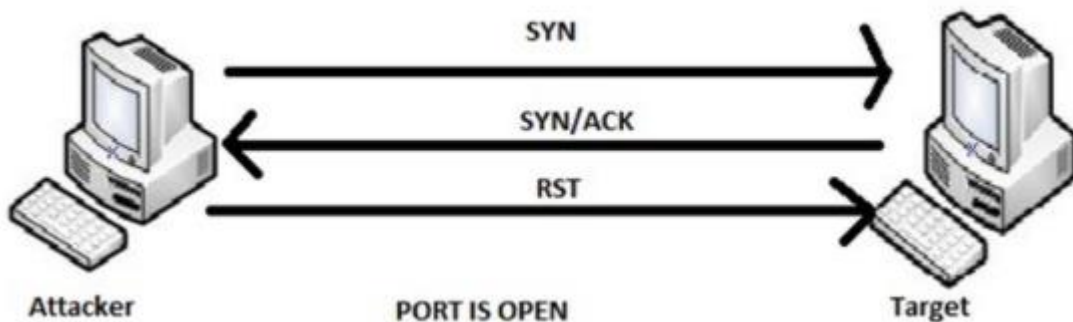 SYN
SYN/ACK
RST
Attacker
PORT IS OPEN
Target